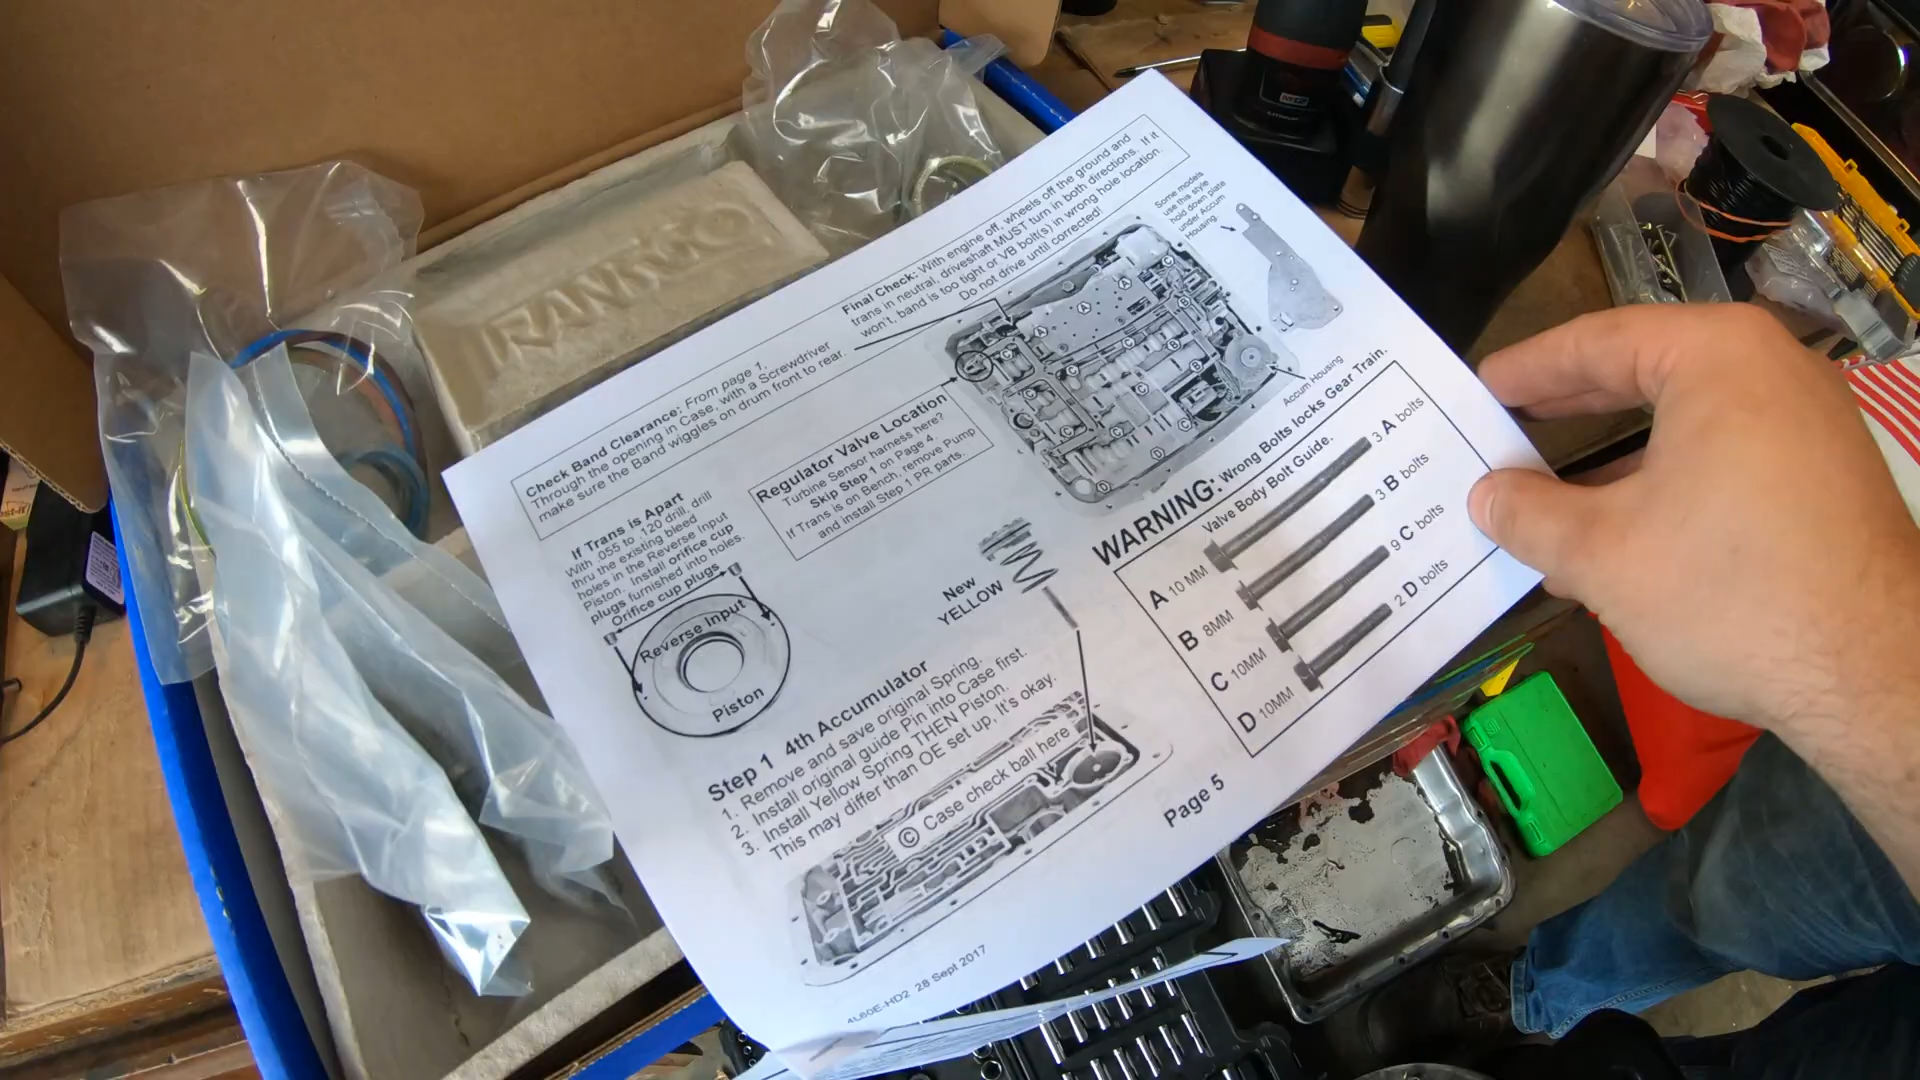 TRANSGO
Final Check: With engine off, wheels off the ground and
trans in neutral, driveshaft MUST turn in both directions. If it
won't, band is too tight or VB bolt(s) in wrong hole location.
Do not drive until corrected!
Some models
use this style
hold down plate
under Accum
Housing.
Check Band Clearance: From page 1.
Through the opening in Case, with a Screwdriver
make sure the Band wiggles on drum front to rear.
Regulator Valve Location
Turbine Sensor harness here?
Skip Step 1 on Page 4.
If Trans is on Bench, remove Pump
and install Step 1 PR parts.
Accum Housing
If Trans is Apart
With .055 to .120 drill, drill
thru the existing bleed
holes in the Reverse Input
Piston. Install orifice cup
plugs furnished into holes.
Orifice cup plugs
Reverse Input
Piston
New
YELLOW
WARNING: Wrong Bolts locks Gear Train.
Valve Body Bolt Guide.
A 10 MM 3 A bolts
B 8MM 3 B bolts
C 10MM 9 C bolts
D 10MM 2 D bolts
Step 1 4th Accumulator
1. Remove and save original Spring.
2. Install original guide Pin into Case first.
3. Install Yellow Spring THEN Piston.
This may differ than OE set up, It's okay.
C Case check ball here
Page 5
4L60E-HD2 28 Sept 2017